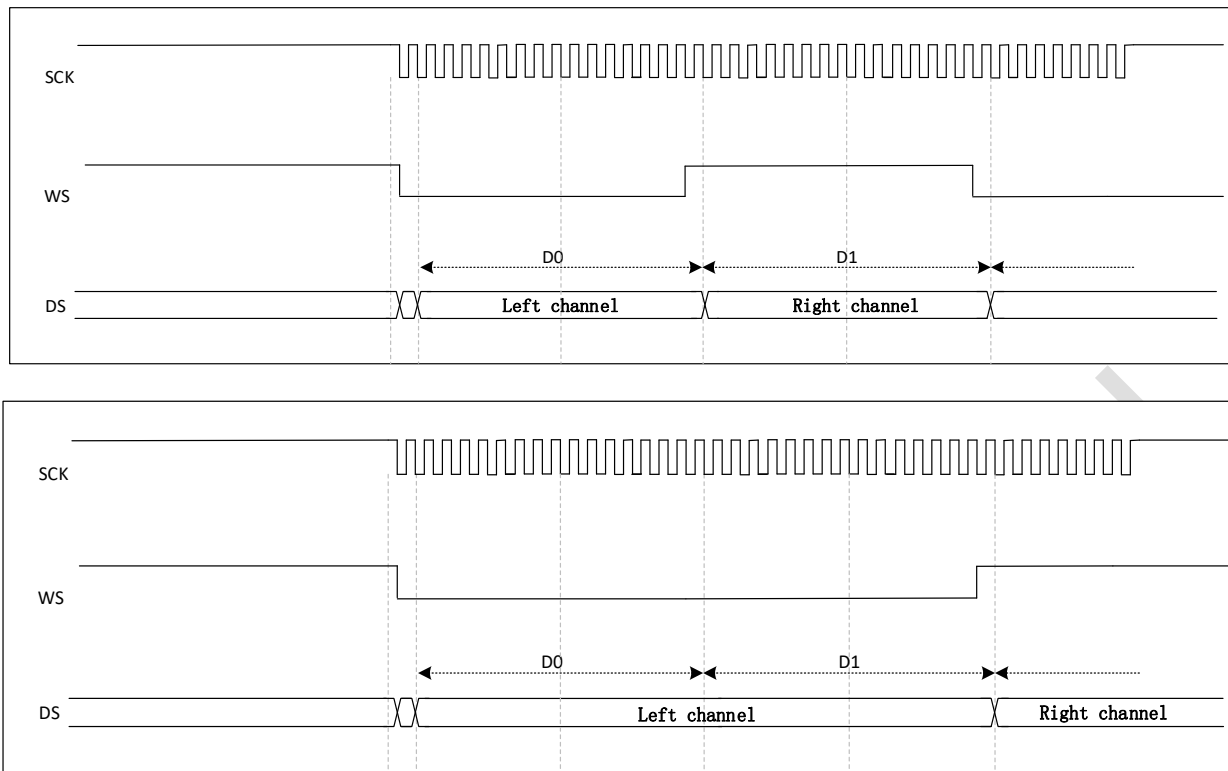 SCK
WS
D0 D1
DS Left channel Right channel
SCK
WS
D0 D1
DS Left channel Right channel